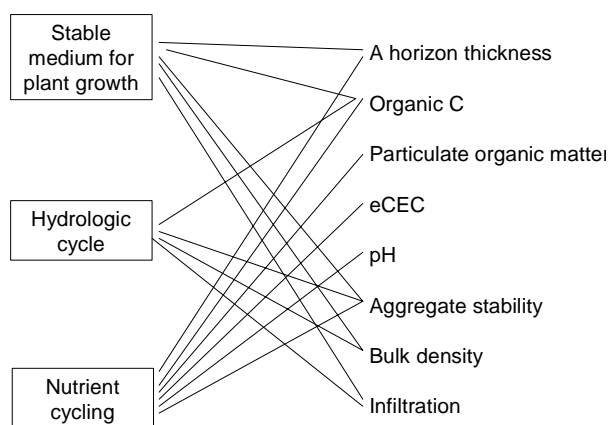 Stable
medium for
plant growth
Hydrologic
cycle
Nutrient
cycling
A horizon thickness
Organic C
Particulate organic matter
eCEC
pH
Aggregate stability
Bulk density
Infiltration